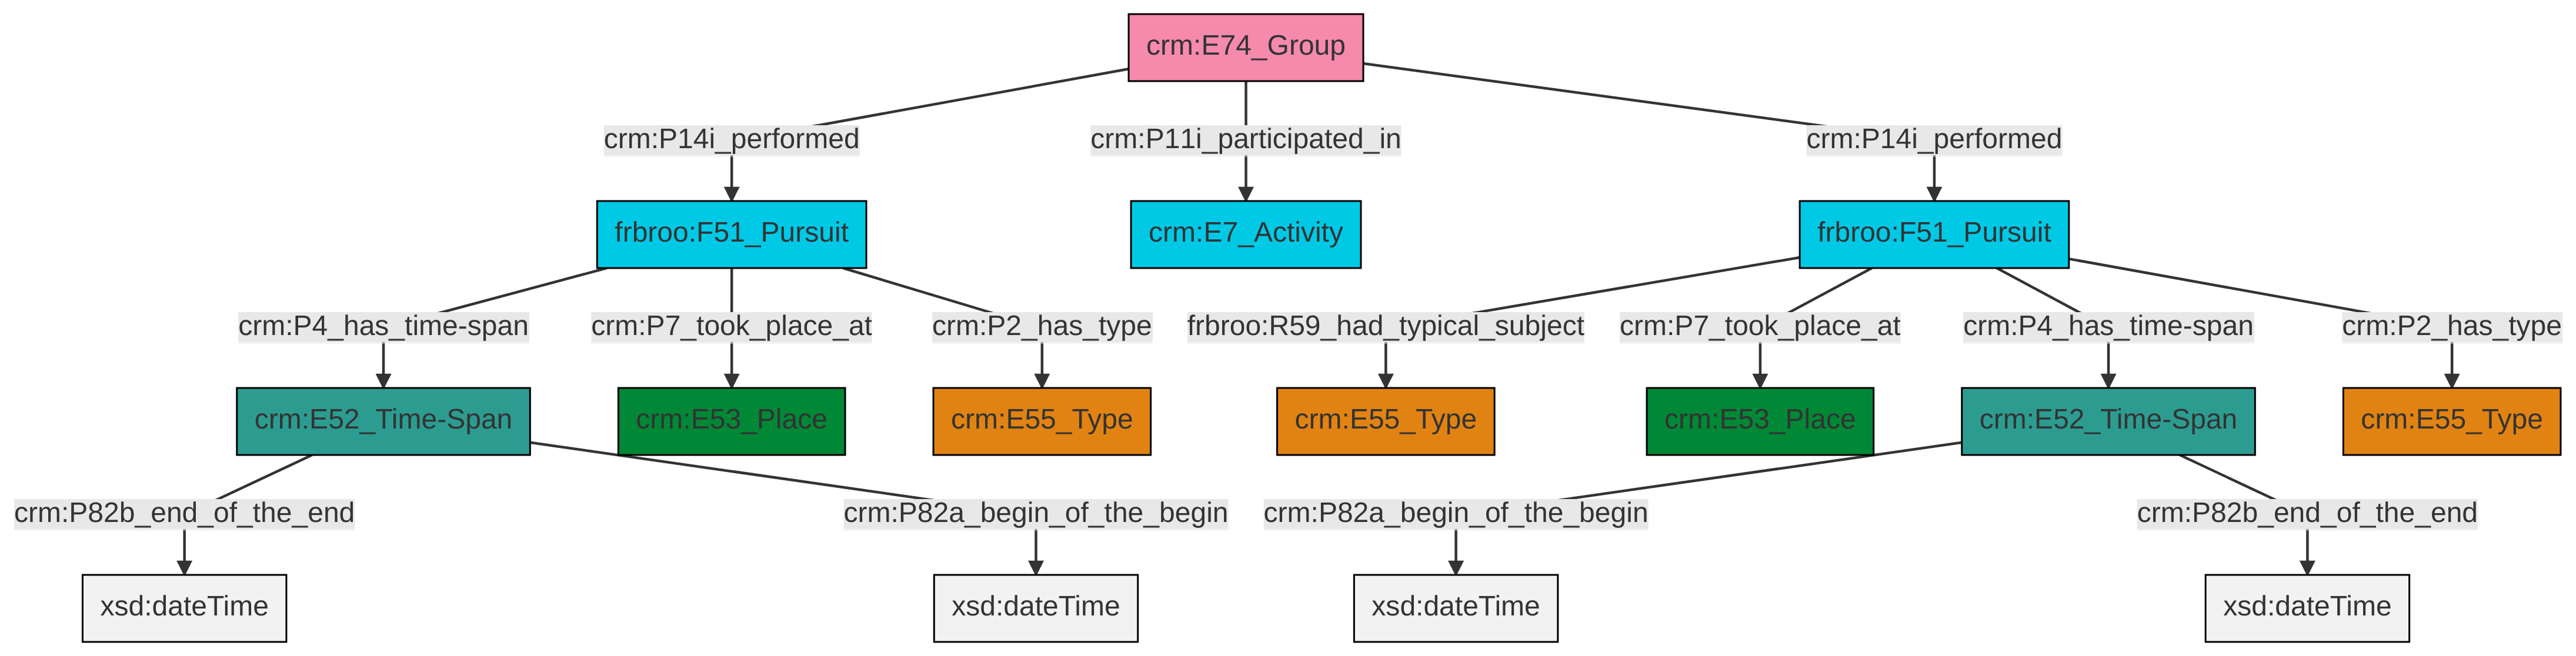 crm:E74_Group
crm:P14i_performed
crm:P11i_participated_in
crm:P14i_performed
frbroo:F51_Pursuit
crm:E7_Activity
frbroo:F51_Pursuit
crm:P4_has_time-span
crm:P7_took_place_at
crm:P2_has_type
frbroo:R59_had_typical_subject
crm:P7_took_place_at
crm:P4_has_time-span
crm:P2_has_type
crm:E52_Time-Span
crm:E53_Place
crm:E55_Type
crm:E55_Type
crm:E53_Place
crm:E52_Time-Span
crm:E55_Type
crm:P82b_end_of_the_end
crm:P82a_begin_of_the_begin
crm:P82a_begin_of_the_begin
crm:P82b_end_of_the_end
xsd:dateTime
xsd:dateTime
xsd:dateTime
xsd:dateTime